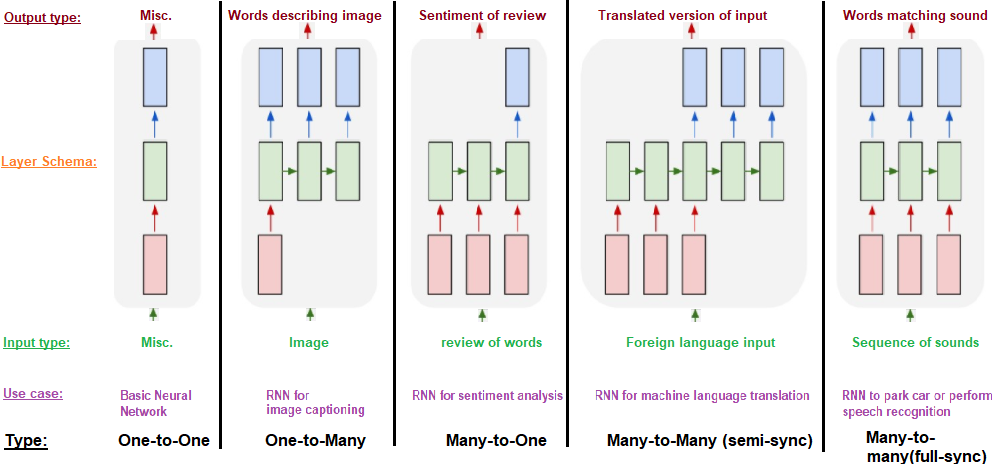 Output type: Misc. Words describing image Sentiment of review Translated version of input Words matching sound
Layer Schema:
Input type: Misc. Image review of words Foreign language input Sequence of sounds
Use case: Basic Neural Network RNN for image captioning RNN for sentiment analysis RNN for machine language translation RNN to park car or perform speech recognition
Type: One-to-One One-to-Many Many-to-One Many-to-Many (semi-sync) Many-to-many(full-sync)